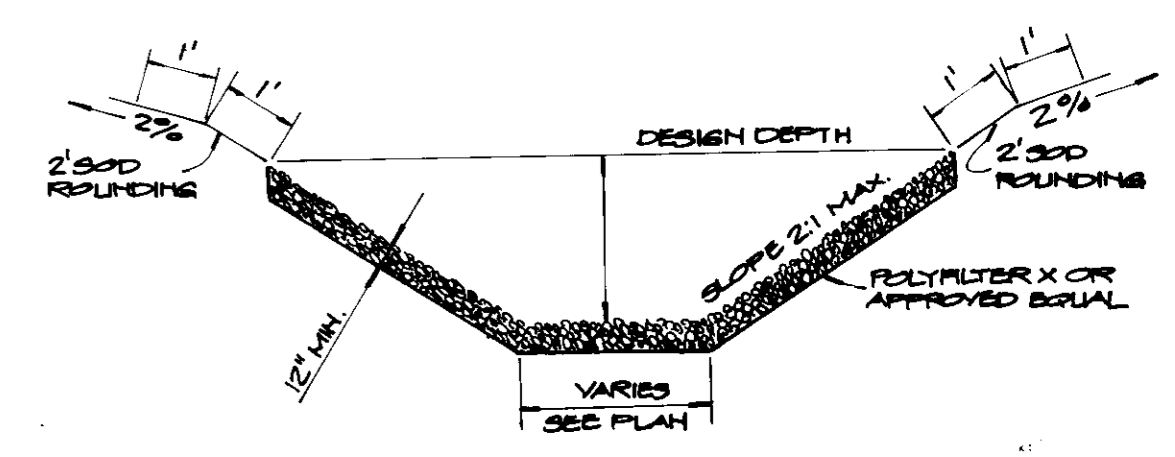 1'
1'
1'
1'
2%
2%
DESIGN DEPTH
2' SOD
ROUNDING
2' SOD
ROUNDING
SLOPE 2:1 MAX.
POLYFILTER X OR
APPROVED EQUAL
12" MIN.
VARIES
SEE PLAN